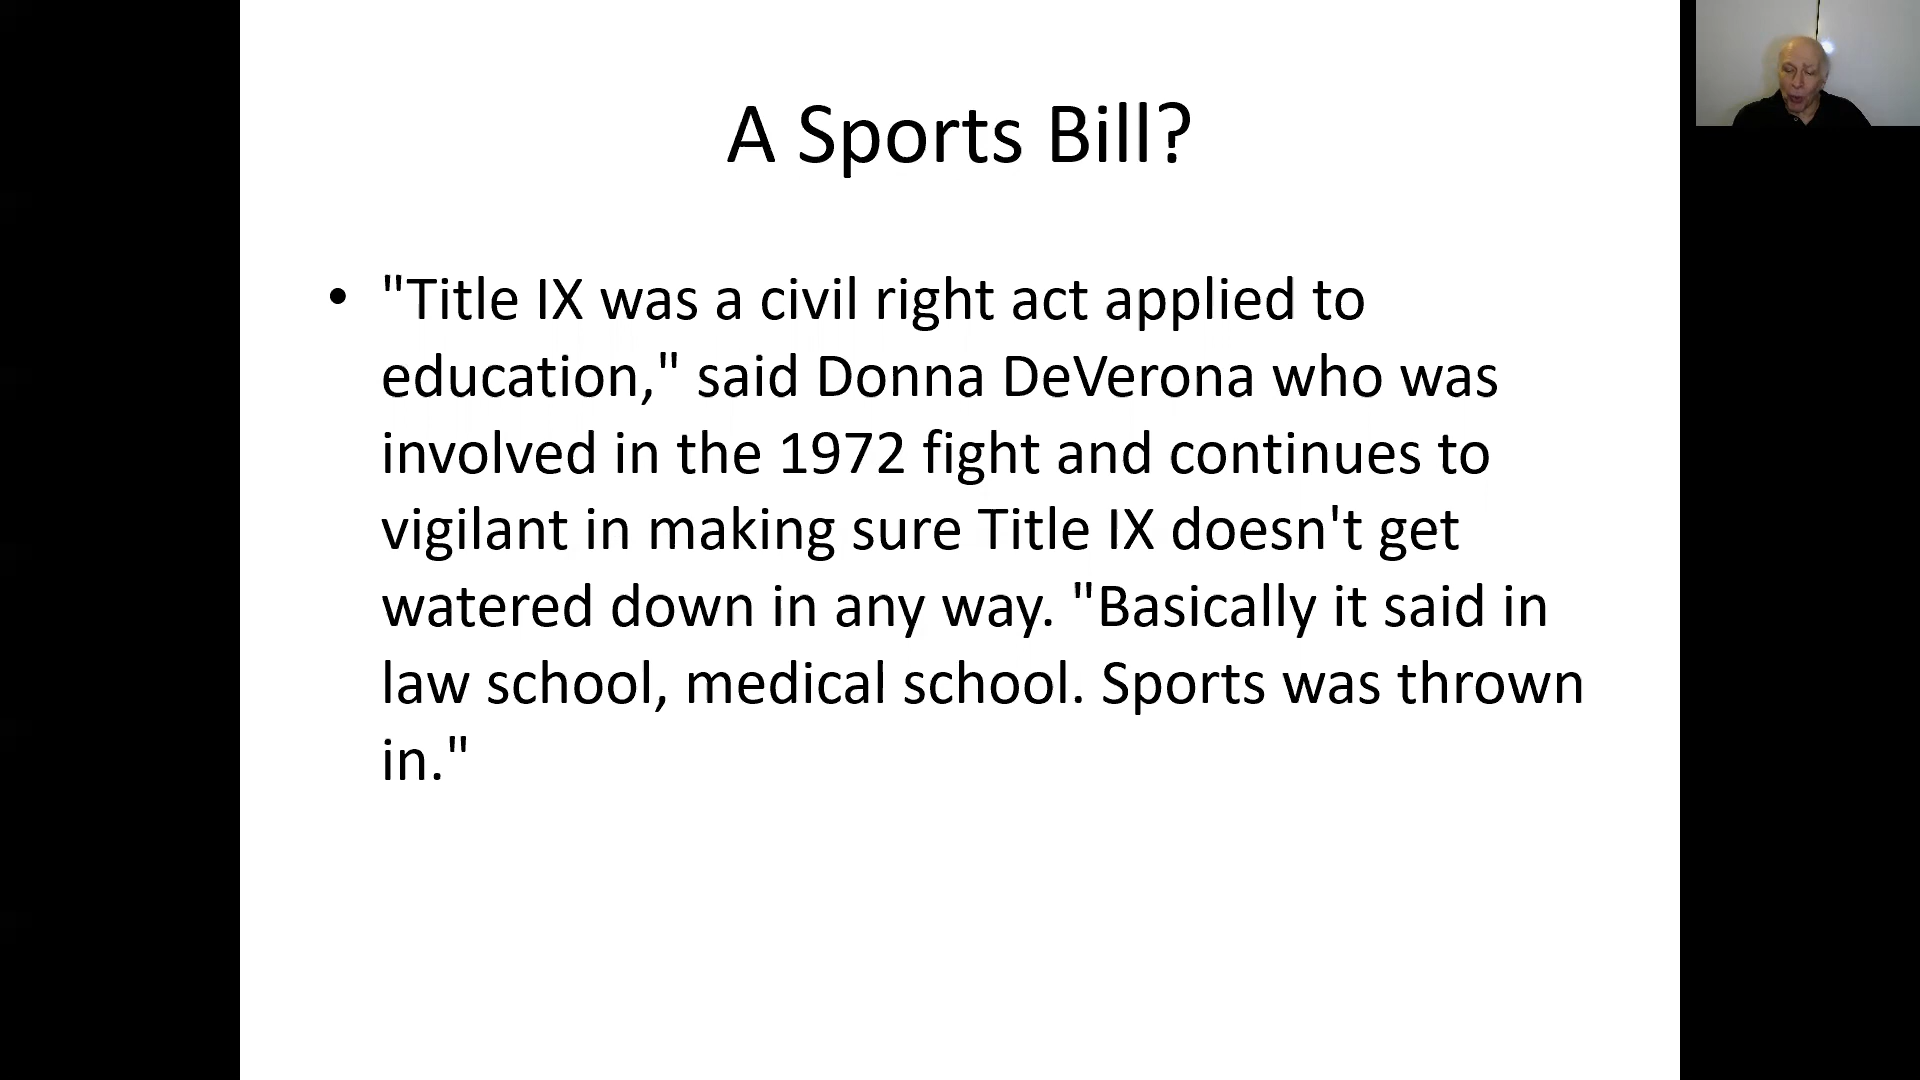 A Sports Bill?
• "Title IX was a civil right act applied to
education," said Donna DeVerona who was
involved in the 1972 fight and continues to
vigilant in making sure Title IX doesn't get
watered down in any way. "Basically it said in
law school, medical school. Sports was thrown
in."